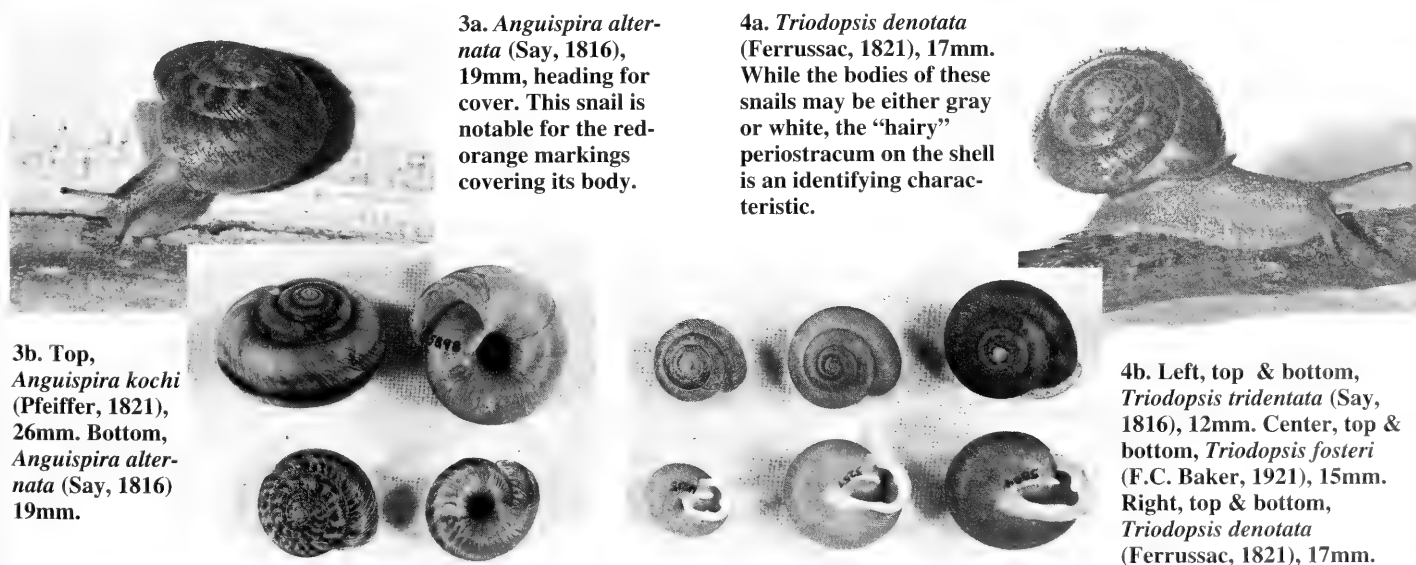 3a. Anguispira alter-
nata (Say, 1816),
19mm, heading for
cover. This snail is
notable for the red-
orange markings
covering its body.
4a. Triodopsis denotata
(Ferrussac, 1821), 17mm.
While the bodies of these
snails may be either gray
or white, the “hairy”
periostracum on the shell
is an identifying charac-
teristic.
3b. Top,
Anguispira kochi
(Pfeiffer, 1821),
26mm. Bottom,
Anguispira alter-
nata (Say, 1816)
19mm.
4b. Left, top & bottom,
Triodopsis tridentata (Say,
1816), 12mm. Center, top &
bottom, Triodopsis fosteri
(F.C. Baker, 1921), 15mm.
Right, top & bottom,
Triodopsis denotata
(Ferrussac, 1821), 17mm.